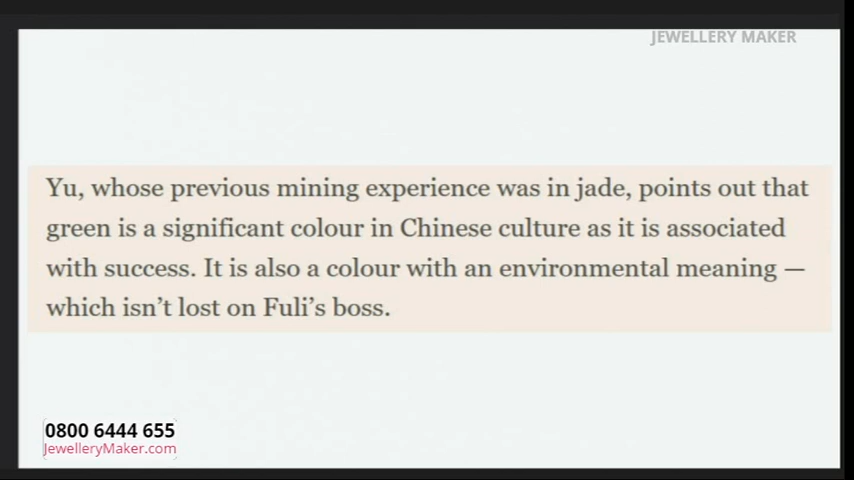 JEWELLERY MAKER
Yu, whose previous mining experience was in jade, points out that
green is a significant colour in Chinese culture as it is associated
with success. It is also a colour with an environmental meaning —
which isn’t lost on Fuli’s boss.
0800 6444 655
JewelleryMaker.com